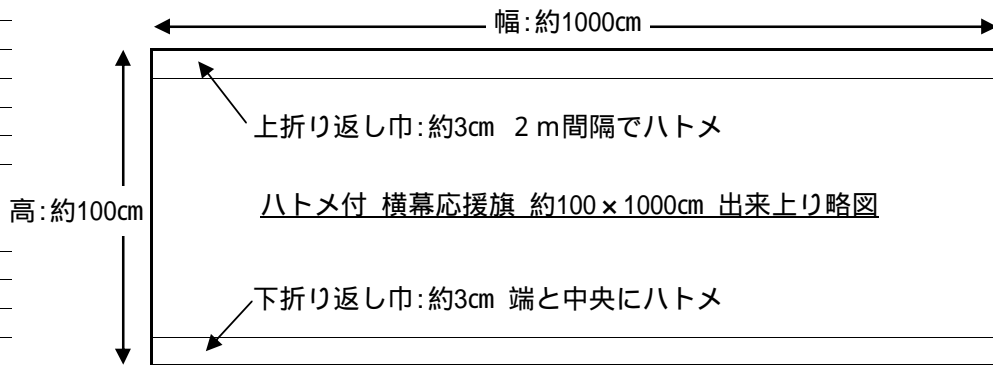 幅:約1000㎝
上折り返し巾:約3㎝ 2ｍ間隔でハトメ
高:約100㎝
ハトメ付 横幕応援旗 約100×1000㎝ 出来上り略図
下折り返し巾:約3㎝ 端と中央にハトメ